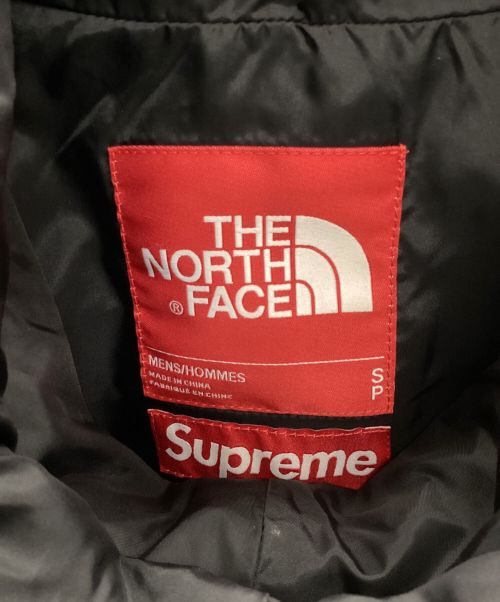 THE
NORTH
® FACE
MENS/HOMMES
MADE IN CHINA
FABRIQUÉ EN CHINE
S
P
Supreme